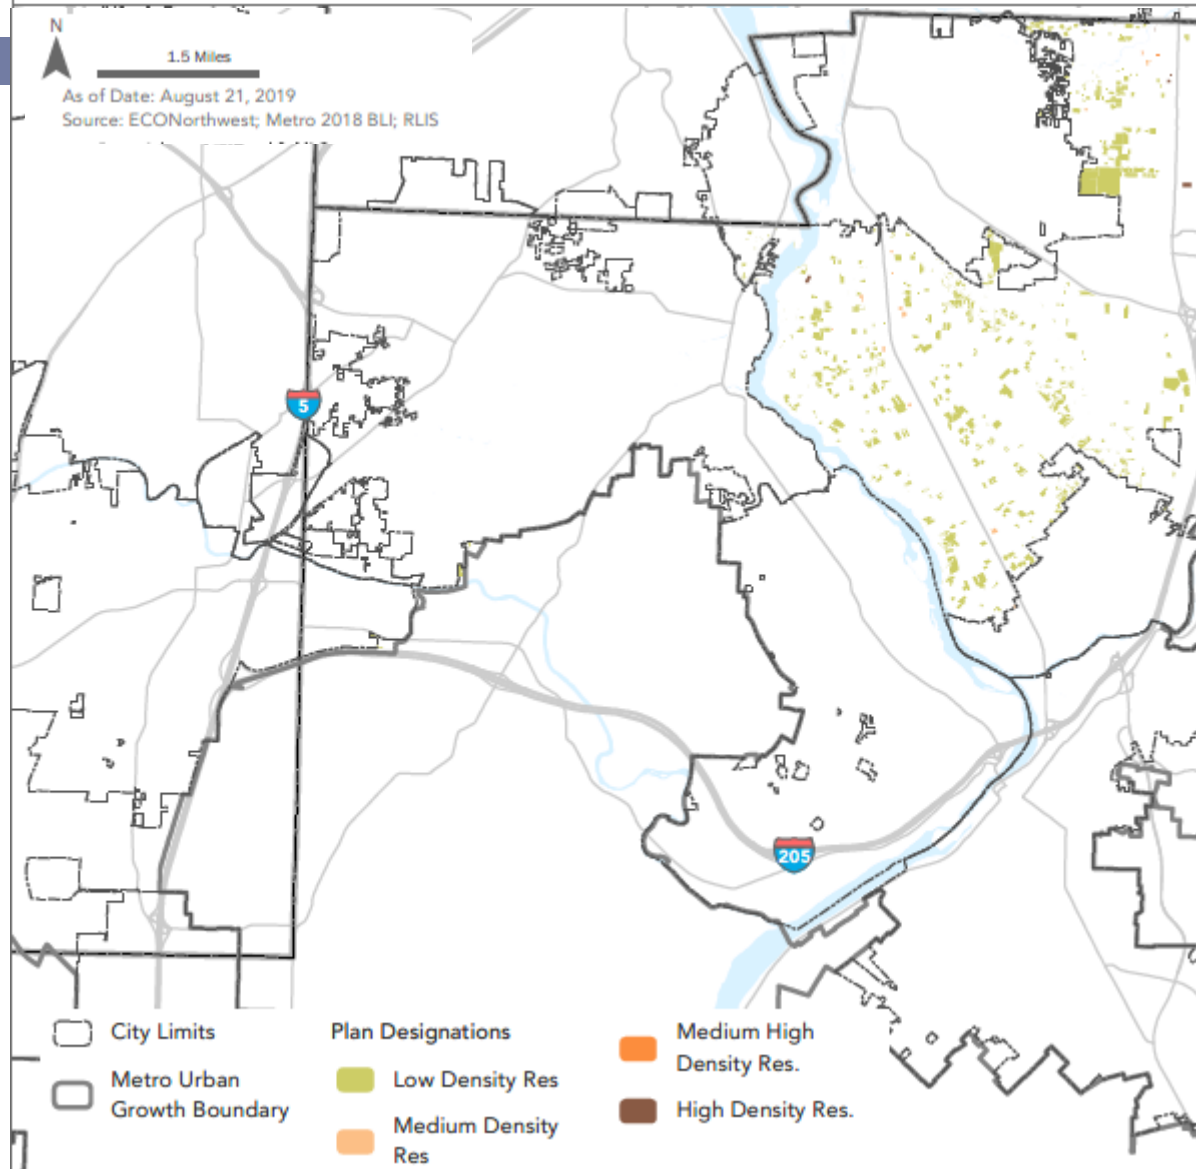 N
1.5 Miles
As of Date: August 21, 2019
Source: ECONorthwest; Metro 2018 BLI; RLIS
5
205
City Limits
Metro Urban
Growth Boundary
Plan Designations
Low Density Res
Medium Density
Res
Medium High
Density Res.
High Density Res.